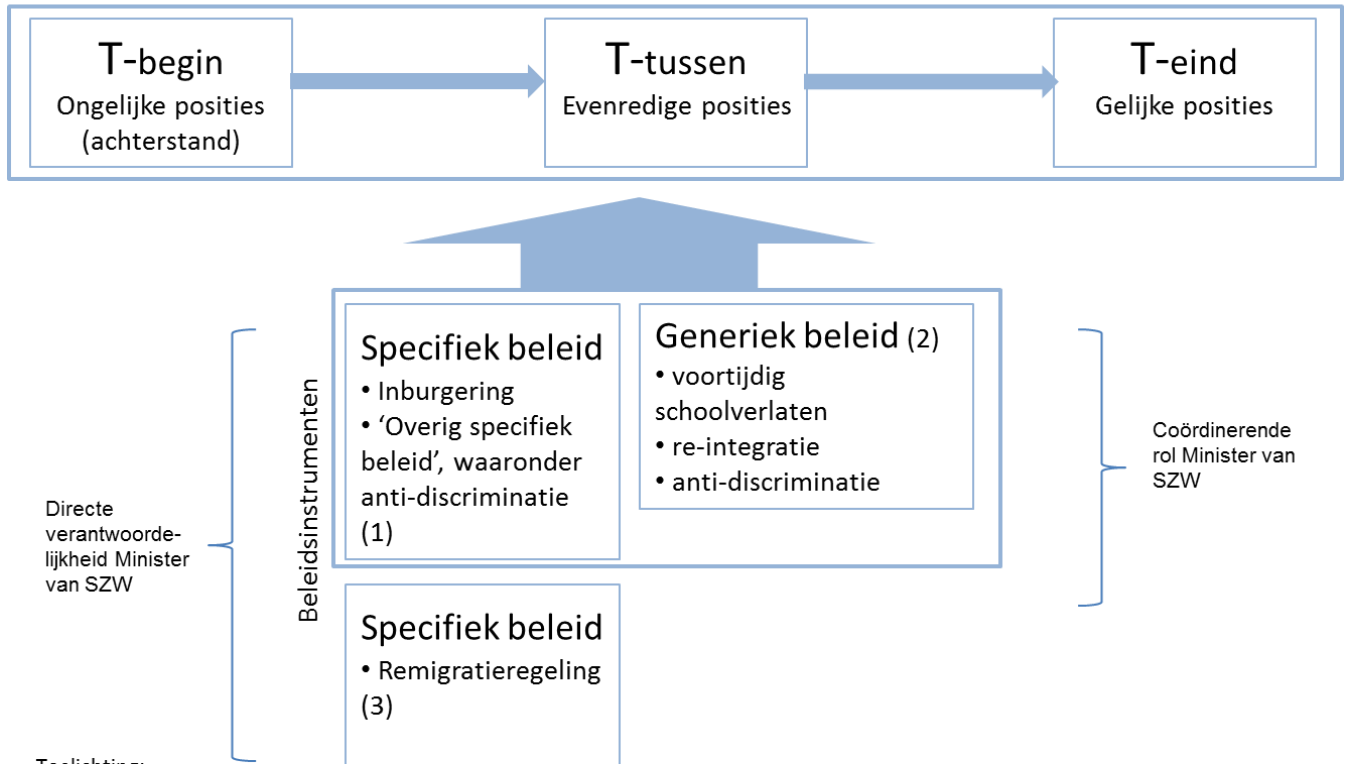 T-begin
Ongelijke posities
(achterstand)
T-tussen
Evenredige posities
T-eind
Gelijke posities
Directe
verantwoorde-
lijkheid Minister
van SZW
Beleidsinstrumenten
Specifiek beleid
• Inburgering
• ‘Overig specifiek
beleid’, waaronder
anti-discriminatie
(1)
Generiek beleid (2)
• voortijdig
schoolverlaten
• re-integratie
• anti-discriminatie
Coördinerende
rol Minister van
SZW
Specifiek beleid
• Remigratieregeling
(3)
Toelichting: